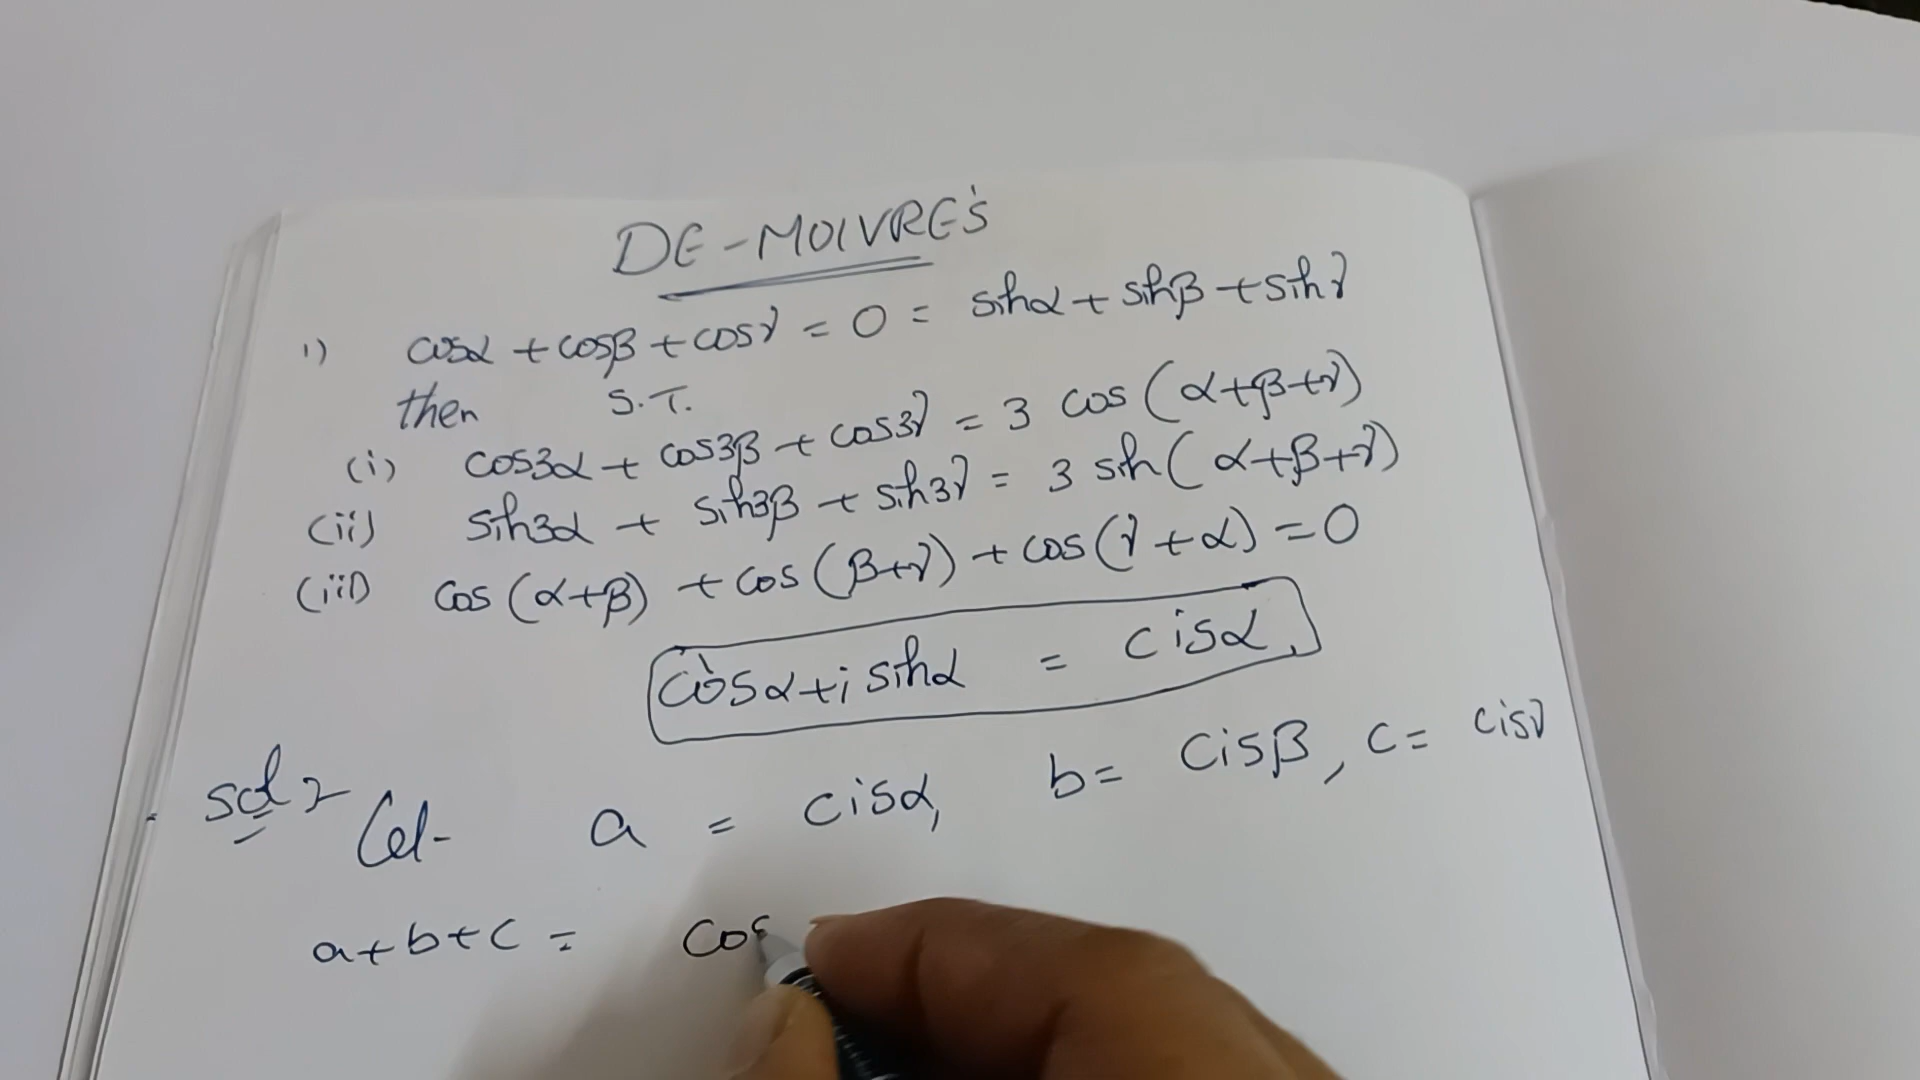 DE-MOIVRE'S
1) cosα + cosβ + cosγ = 0 = sinα + sinβ + sinγ
then S.T.
(i) cos3α + cos3β + cos3γ = 3 cos (α+β+γ)
(ii) sin3α + sin3β + sin3γ = 3 sin (α+β+γ)
(iii) cos (α+β) + cos (β+γ) + cos (γ+α) = 0
cosα + i sinα = cisα,
sol Let a = cisα, b = cisβ, c = cisγ
a+b+c = cos